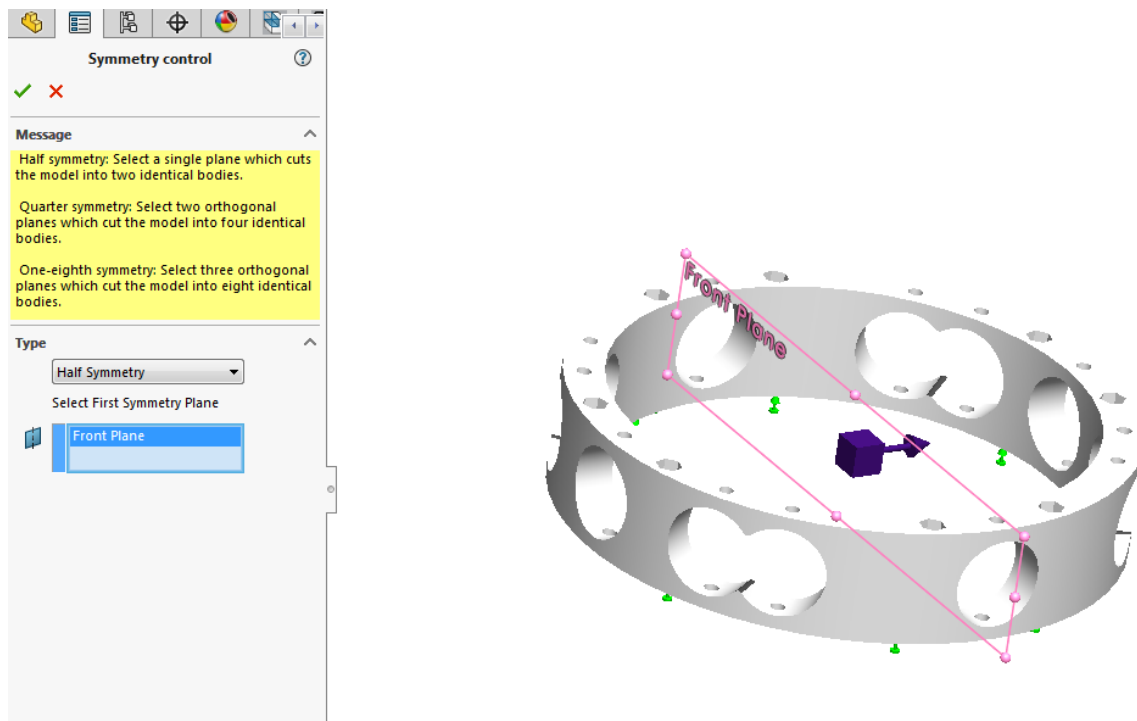 Symmetry control
Message
Half symmetry: Select a single plane which cuts
the model into two identical bodies.
Quarter symmetry: Select two orthogonal
planes which cut the model into four identical
bodies.
One-eighth symmetry: Select three orthogonal
planes which cut the model into eight identical
bodies.
Type
Half Symmetry
Select First Symmetry Plane
Front Plane
Front Plane